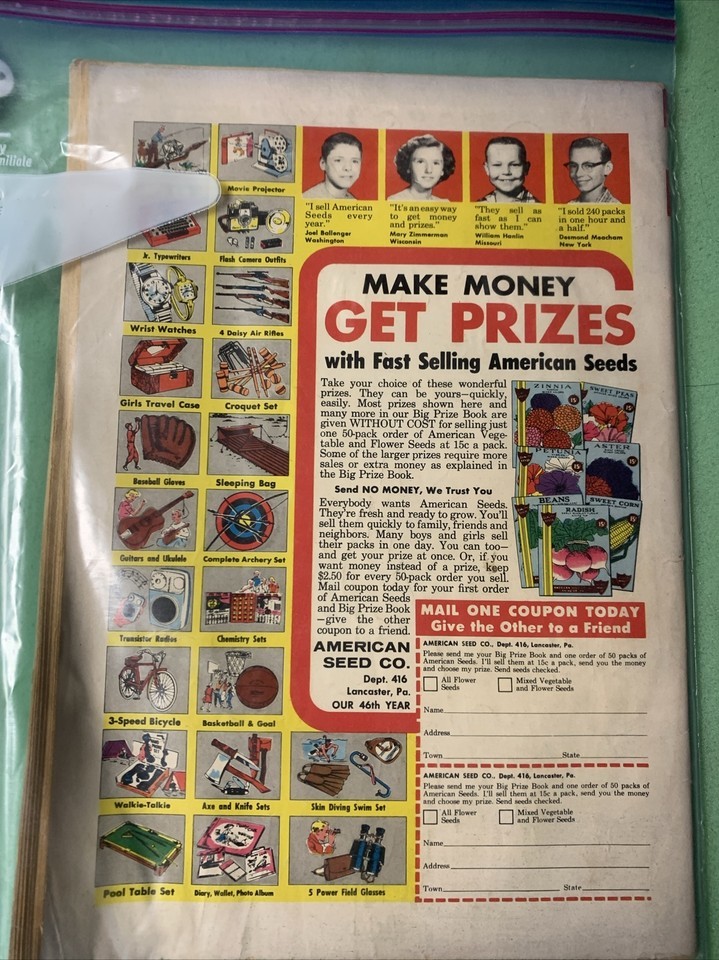 y
Movie Projector
Jr. Typewriters
Flash Camera Outfits
Wrist Watches
4 Daisy Air Rifles
Girls Travel Case
Croquet Set
Baseball Gloves
Sleeping Bag
Guitars and Ukulele
Complete Archery Set
Transistor Radios
Chemistry Sets
3-Speed Bicycle
Basketball & Goal
Walkie-Talkie
Axe and Knife Sets
Skin Diving Swim Set
Pool Table Set
Diary, Wallet, Photo Album
5 Power Field Glasses
"I sell American
Seeds every
year."
Joel Ballenger
Washington
"It's an easy way
to get money
and prizes."
Mary Zimmerman
Wisconsin
"They sell as
fast as I can
show them."
William Hanlin
Missouri
"I sold 240 packs
in one hour and
a half."
Desmond Meacham
New York
MAKE MONEY
GET PRIZES
with Fast Selling American Seeds
Take your choice of these wonderful
prizes. They can be yours—quickly,
easily. Most prizes shown here and
many more in our Big Prize Book are
given WITHOUT COST for selling just
one 50-pack order of American Vege-
table and Flower Seeds at 15c a pack.
Some of the larger prizes require more
sales or extra money as explained in
the Big Prize Book.
Send NO MONEY, We Trust You
Everybody wants American Seeds.
They're fresh and ready to grow. You'll
sell them quickly to family, friends and
neighbors. Many boys and girls sell
their packs in one day. You can too—
and get your prize at once. Or, if you
want money instead of a prize, keep
$2.50 for every 50-pack order you sell.
Mail coupon today for your first order
of American Seeds
and Big Prize Book
—give the other
coupon to a friend.
AMERICAN
SEED CO.
Dept. 416
Lancaster, Pa.
OUR 46th YEAR
ZINNIA
15¢
SWEET PEAS
15¢
PETUNIA
15¢
ASTER
15¢
BEANS
SWEET CORN
15¢
RADISH
15¢
MAIL ONE COUPON TODAY
Give the Other to a Friend
AMERICAN SEED CO., Dept. 416, Lancaster, Pa.
Please send me your Big Prize Book and one order of 50 packs of
American Seeds. I'll sell them at 15c a pack, send you the money
and choose my prize. Send seeds checked.
All Flower
Seeds
Mixed Vegetable
and Flower Seeds
Name
Address
Town State
AMERICAN SEED CO., Dept. 416, Lancaster, Pa.
Please send me your Big Prize Book and one order of 50 packs of
American Seeds. I'll sell them at 15c a pack, send you the money
and choose my prize. Send seeds checked.
All Flower
Seeds
Mixed Vegetable
and Flower Seeds
Name
Address
Town State